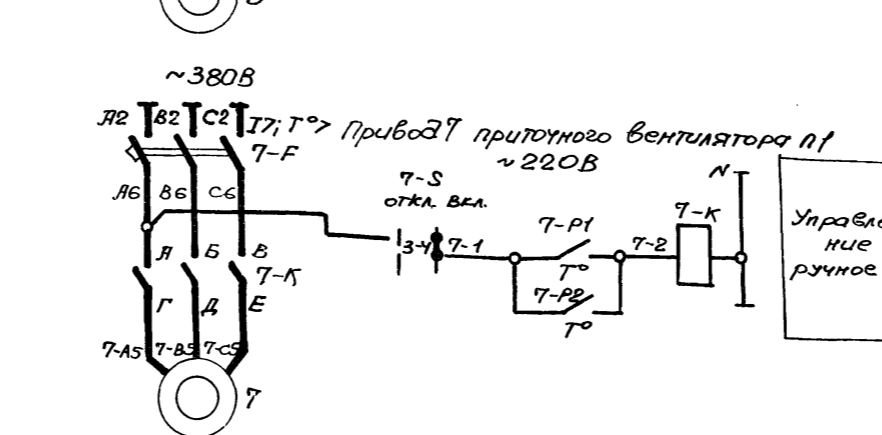 ~380В
А2 В2 С2 I7; Т°>
Привод 7 приточного вентилятора п1
7-F
~220В
А6 В6 С6
7-S
откл. вкл.
N
7-P1
7-К
3-4
7-1
7-2
Т°
7-P2
Т°
А Б В
7-К
Г Д Е
7-А5 7-В5 7-С5
7
Управле
ние
ручное